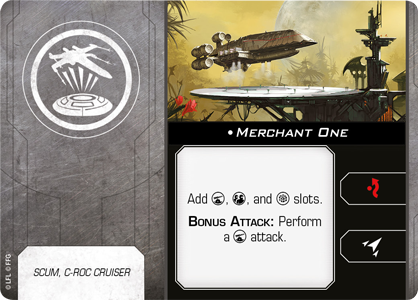 • MERCHANT ONE
Add , , and slots.
BONUS ATTACK: Perform
a attack.
SCUM, C-ROC CRUISER
© LFL © FFG